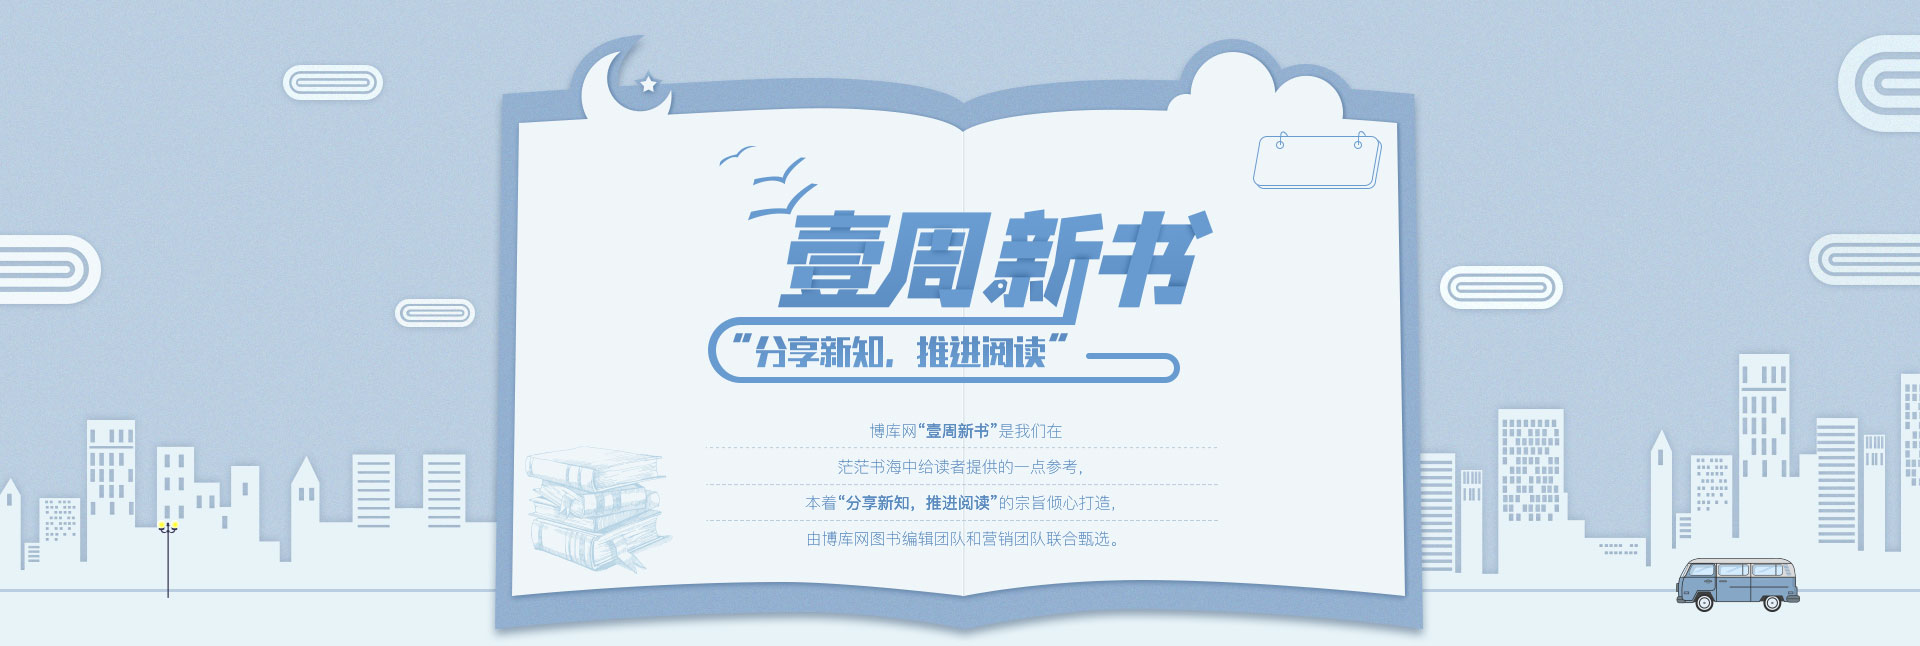 壹周新书
“分享新知，推进阅读”
博库网“壹周新书”是我们在
茫茫书海中给读者提供的一点参考，
本着“分享新知，推进阅读”的宗旨倾心打造，
由博库网图书编辑团队和营销团队联合甄选。